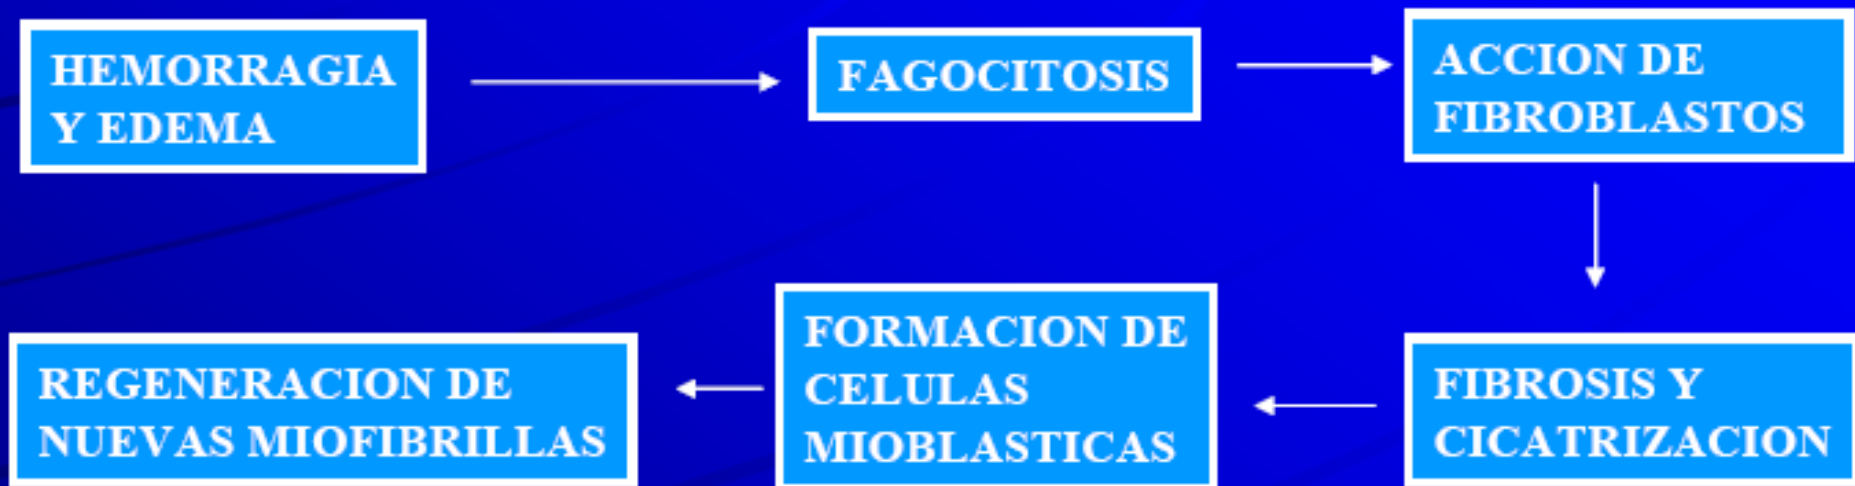 HEMORRAGIA
Y EDEMA
FAGOCITOSIS
ACCION DE
FIBROBLASTOS
FIBROSIS Y
CICATRIZACION
FORMACION DE
CELULAS
MIOBLASTICAS
REGENERACION DE
NUEVAS MIOFIBRILLAS